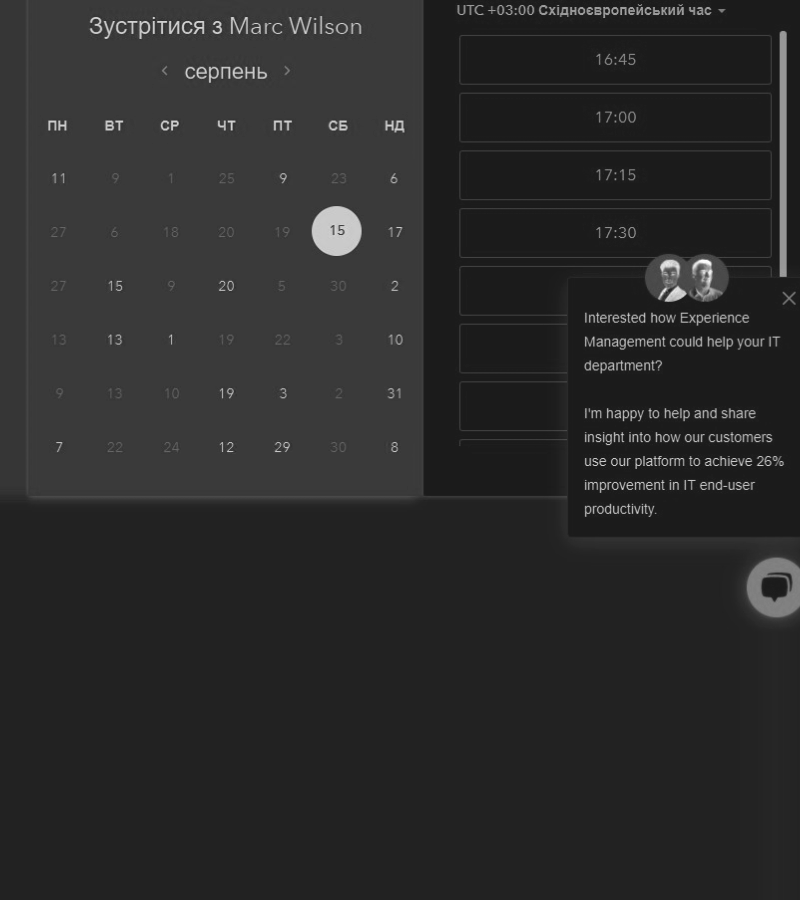 Зустрітися з Marc Wilson
серпень
ПН ВТ СР ЧТ ПТ СБ НД
11 9 1 25 9 23 6
27 6 18 20 19 15 17
27 15 9 20 5 30 2
13 13 1 19 22 3 10
9 13 10 19 3 2 31
7 22 24 12 29 30 8
UTC +03:00 Східноєвропейський час
16:45
17:00
17:15
17:30
Interested how Experience
Management could help your IT
department?
I'm happy to help and share
insight into how our customers
use our platform to achieve 26%
improvement in IT end-user
productivity.